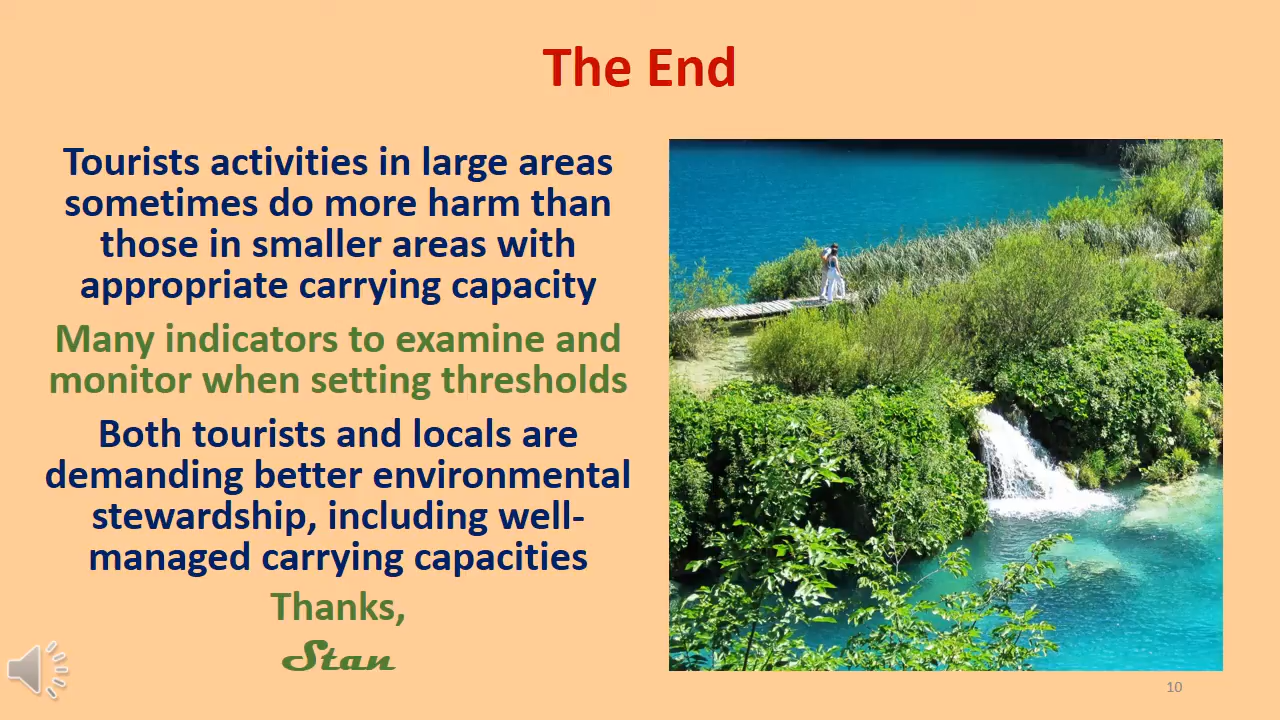 The End
Tourists activities in large areas
sometimes do more harm than
those in smaller areas with
appropriate carrying capacity
Many indicators to examine and
monitor when setting thresholds
Both tourists and locals are
demanding better environmental
stewardship, including well-
managed carrying capacities
Thanks,
Stan
10